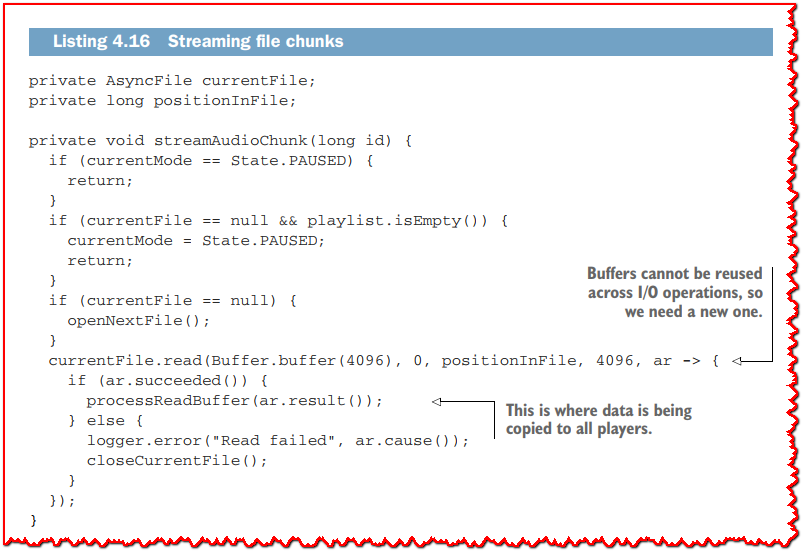 Listing 4.16 Streaming file chunks
private AsyncFile currentFile;
private long positionInFile;
private void streamAudioChunk(long id) {
if (currentMode == State.PAUSED) {
return;
}
if (currentFile == null && playlist.isEmpty()) {
currentMode = State.PAUSED;
return;
}
if (currentFile == null) {
openNextFile();
}
Buffers cannot be reused
across I/O operations, so
we need a new one.
currentFile.read(Buffer.buffer(4096), 0, positionInFile, 4096, ar -> {
if (ar.succeeded()) {
processReadBuffer(ar.result());
} else {
logger.error("Read failed", ar.cause());
closeCurrentFile();
}
});
}
This is where data is being
copied to all players.